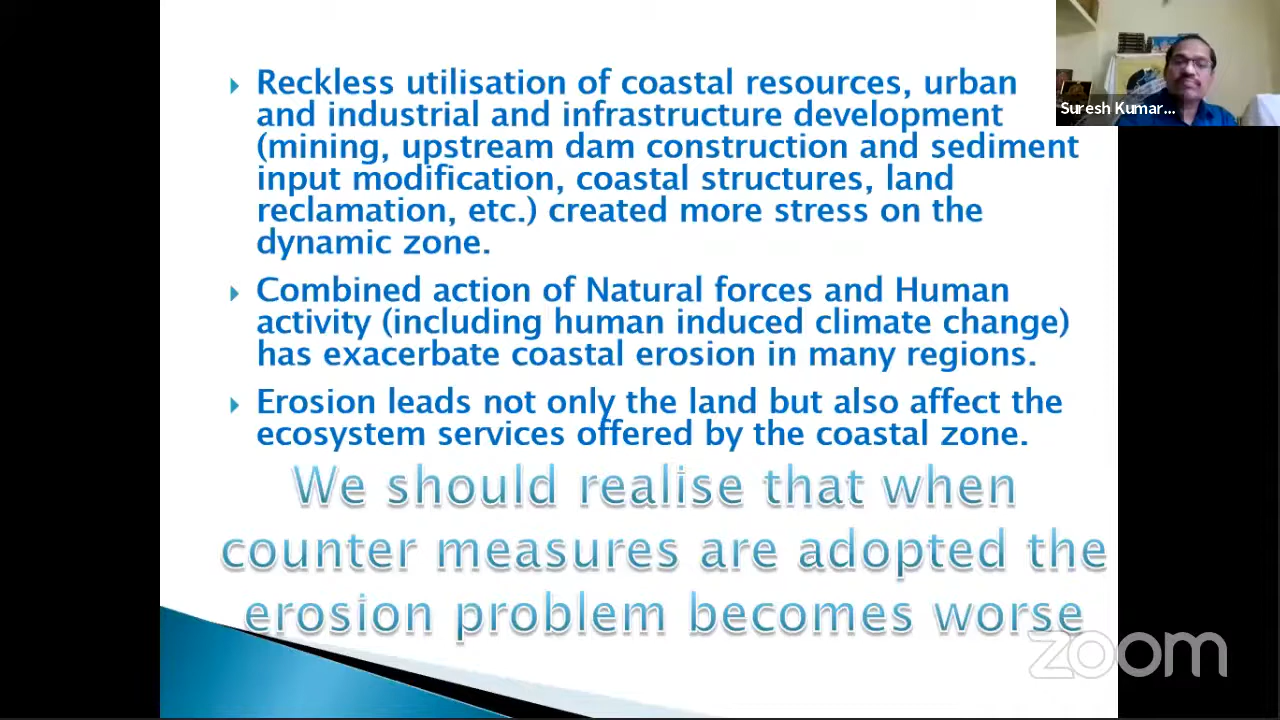 Reckless utilisation of coastal resources, urban
and industrial and infrastructure development
(mining, upstream dam construction and sediment
input modification, coastal structures, land
reclamation, etc.) created more stress on the
dynamic zone.
Combined action of Natural forces and Human
activity (including human induced climate change)
has exacerbate coastal erosion in many regions.
Erosion leads not only the land but also affect the
ecosystem services offered by the coastal zone.
We should realise that when
counter measures are adopted the
erosion problem becomes worse
Suresh Kumar...
zoom